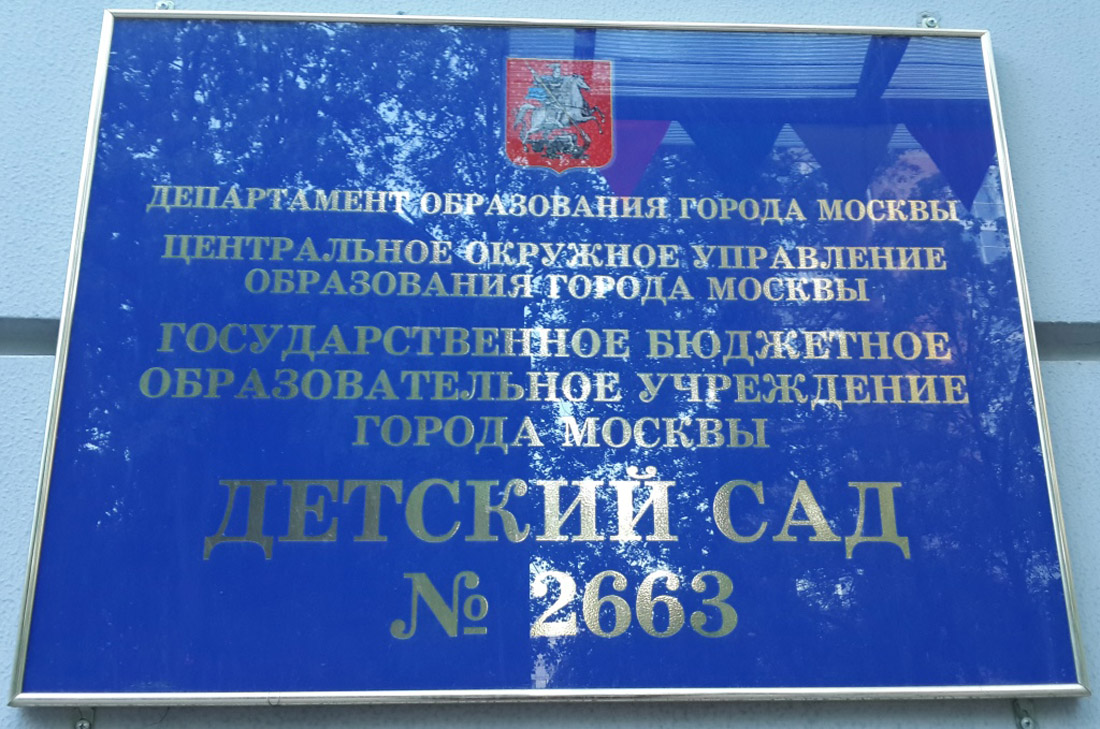 ДЕПАРТАМЕНТ ОБРАЗОВАНИЯ ГОРОДА МОСКВЫ
ЦЕНТРАЛЬНОЕ ОКРУЖНОЕ УПРАВЛЕНИЕ
ОБРАЗОВАНИЯ ГОРОДА МОСКВЫ
ГОСУДАРСТВЕННОЕ БЮДЖЕТНОЕ
ОБРАЗОВАТЕЛЬНОЕ УЧРЕЖДЕНИЕ
ГОРОДА МОСКВЫ
ДЕТСКИЙ САД
№ 2663